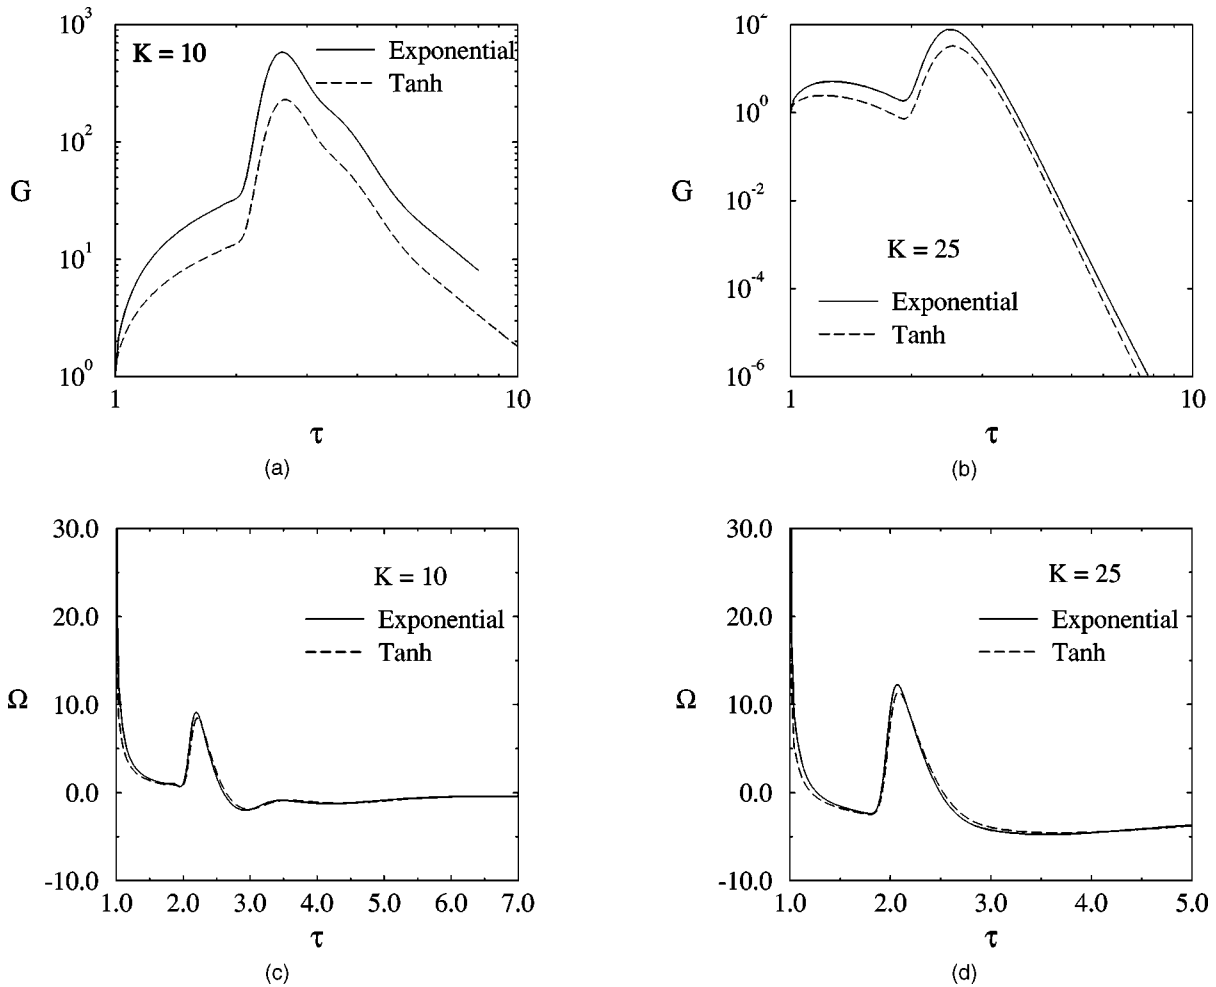 10³
10²
10¹
10⁰
G
K = 10
Exponential
Tanh
1
10
τ
(a)
10²
10⁰
10⁻²
10⁻⁴
10⁻⁶
G
K = 25
Exponential
Tanh
1
10
τ
(b)
30.0
20.0
10.0
0.0
-10.0
Ω
K = 10
Exponential
Tanh
1.0 2.0 3.0 4.0 5.0 6.0 7.0
τ
(c)
30.0
20.0
10.0
0.0
-10.0
Ω
K = 25
Exponential
Tanh
1.0 2.0 3.0 4.0 5.0
τ
(d)